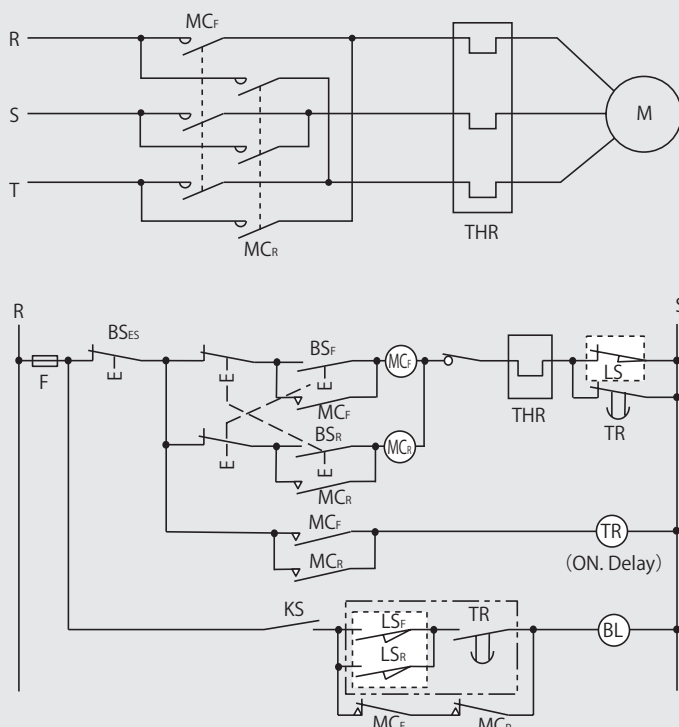 MCF
R
S
M
T
MCR
THR
R
S
BSES
BSF
MCF
F
LS
MCF
THR
TR
BSR
MCR
MCR
MCF
TR
MCR
(ON. Delay)
KS
LSF
TR
BL
LSR
MCF
MCR